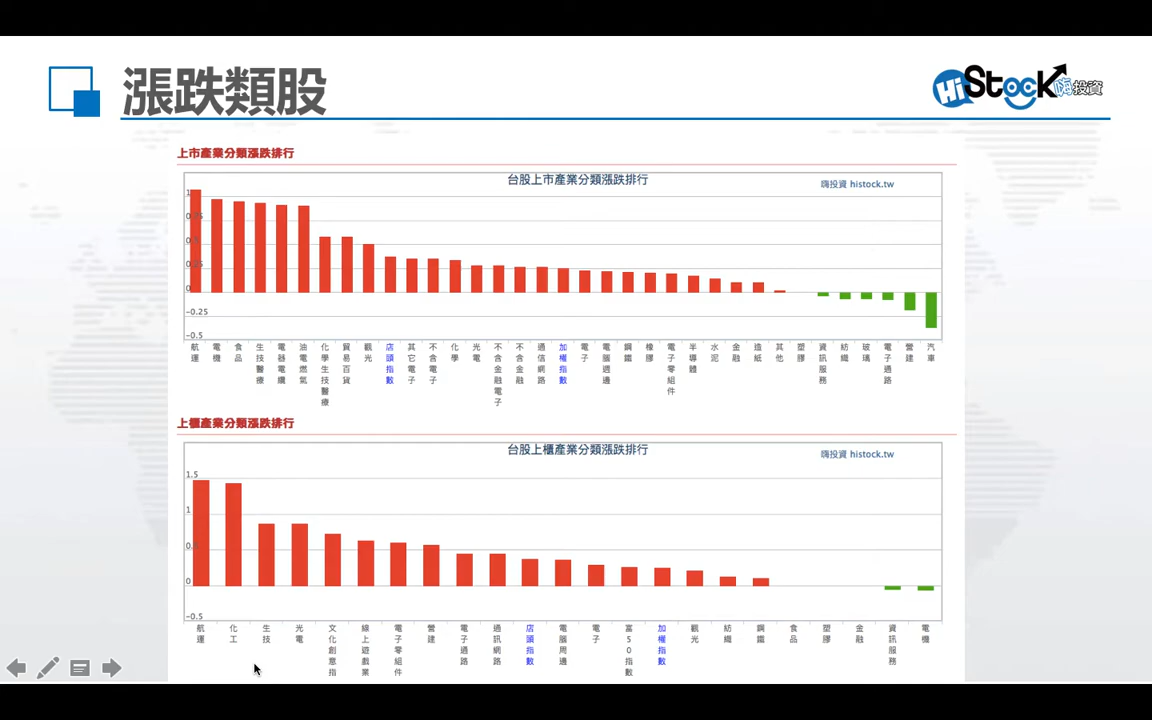 漲跌類股
HiStock嗨投資
上市產業分類漲跌排行
台股上市產業分類漲跌排行
嗨投資 histock.tw
1
0.25
0
-0.25
-0.5
航運
電機
食品
生技醫療
電器電纜
油電燃氣
化學生技醫療
貿易百貨
觀光
店頭指數
其它電子
不含電子
化學
光電
不含金融電子
不含金融
通信網路
加權指數
電子
電腦週邊
鋼鐵
橡膠
電子零組件
半導體
水泥
金融
造紙
其他
塑膠
資訊服務
紡織
玻璃
電子通路
營建
汽車
上櫃產業分類漲跌排行
台股上櫃產業分類漲跌排行
嗨投資 histock.tw
1.5
1
0.5
0
-0.5
航運
化工
生技
光電
文化創意指
線上遊戲業
電子零組件
營建
電子通路
通訊網路
店頭指數
電腦周邊
電子
富50指數
加權指數
觀光
紡織
鋼鐵
食品
塑膠
金融
資訊服務
電機